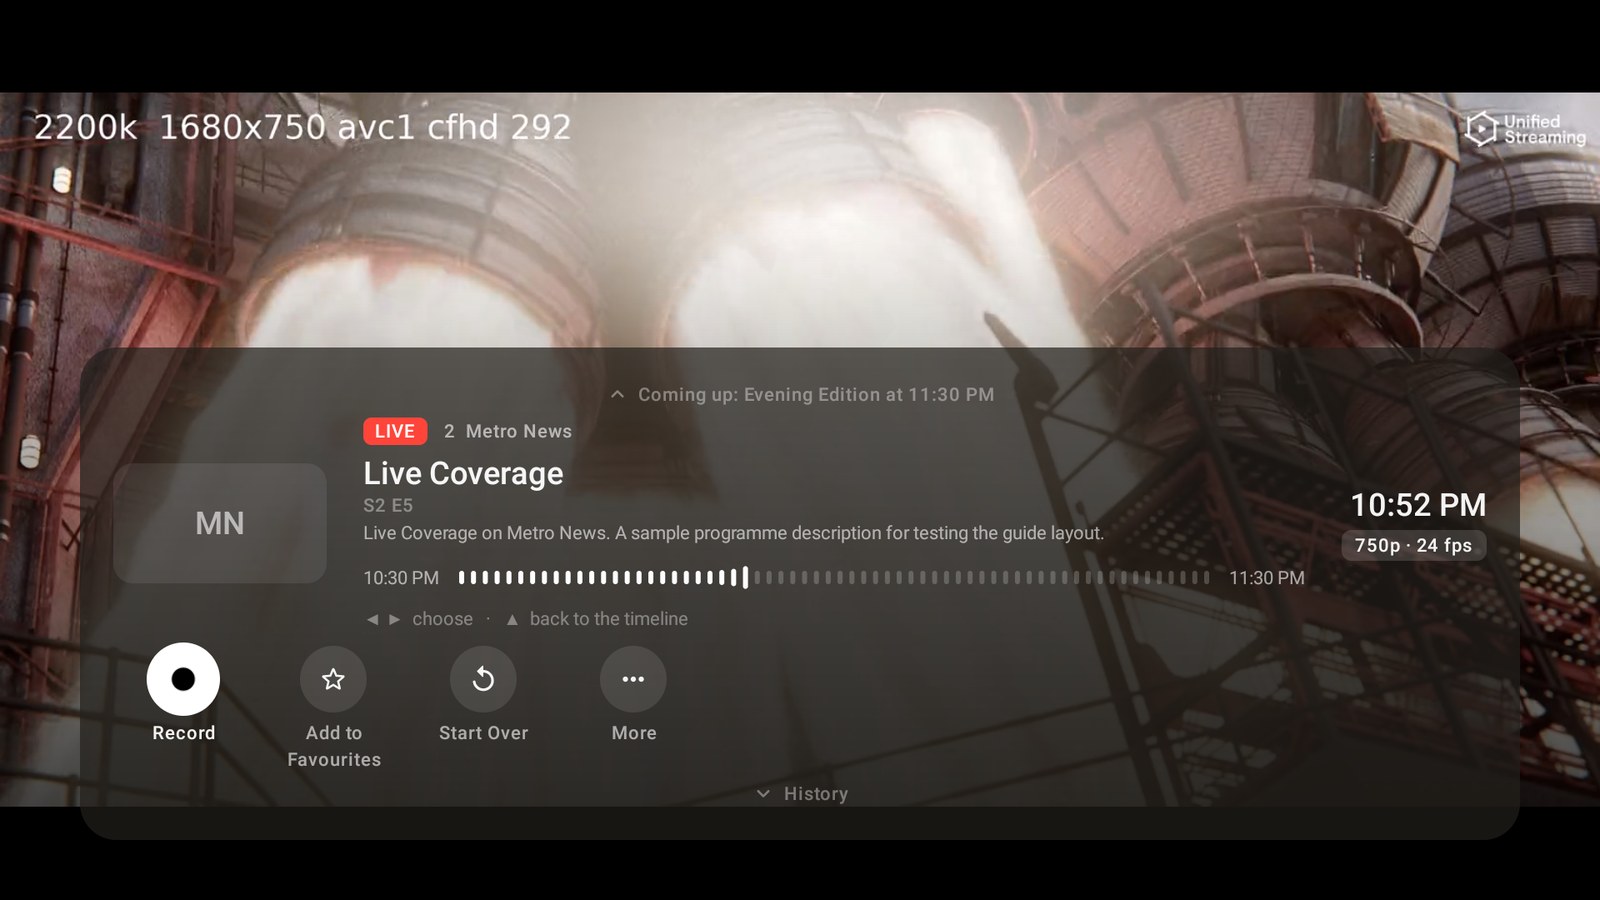 2200k 1680x750 avc1 cfhd 292
Unified
Streaming
Coming up: Evening Edition at 11:30 PM
LIVE 2 Metro News
Live Coverage
S2 E5
MN
Live Coverage on Metro News. A sample programme description for testing the guide layout.
10:52 PM
750p · 24 fps
10:30 PM 11:30 PM
◀ ▶ choose · ▲ back to the timeline
Record
Add to
Favourites
Start Over
More
History